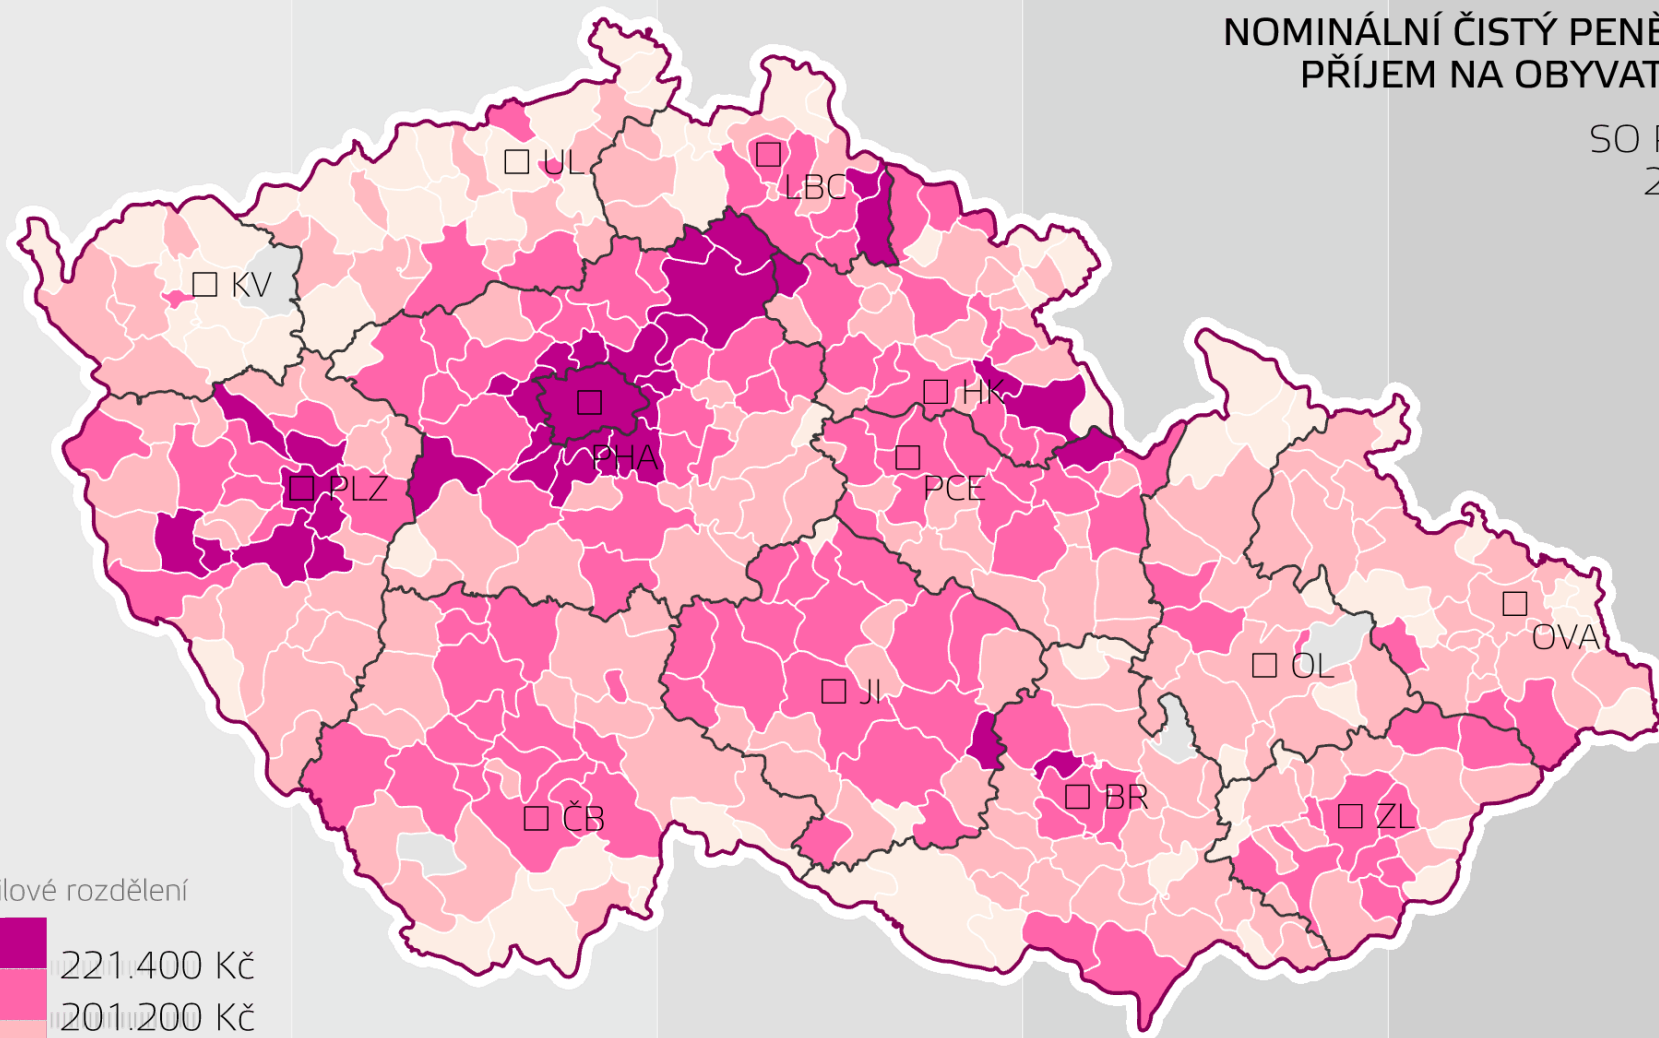 NOMINÁLNÍ ČISTÝ PENĚ
PŘÍJEM NA OBYVAT
SO
2
UL
LBC
KV
HK
PHA
PLZ
PCE
OVA
OL
JI
BR
ČB
ZL
ilové rozdělení
221.400 Kč
201.200 Kč